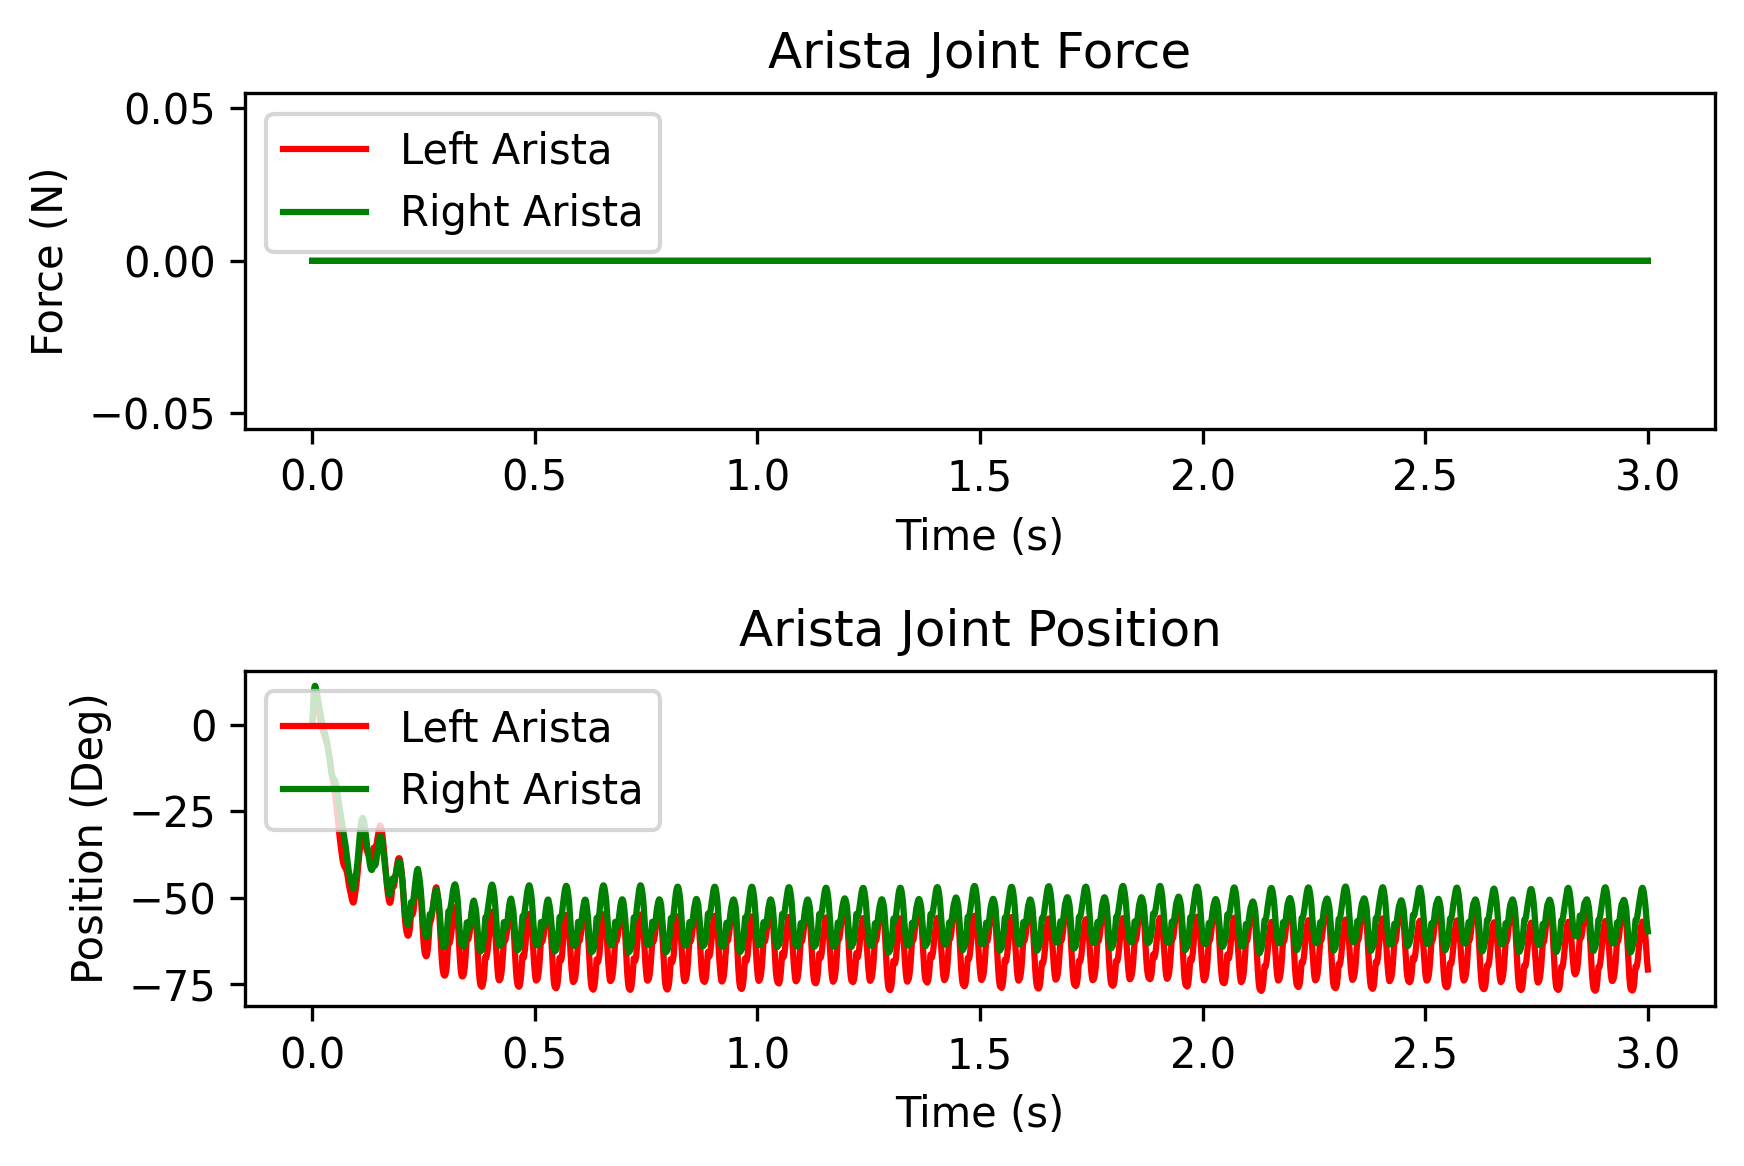 Arista Joint Force
Force (N)
0.05
0.00
−0.05
Left Arista
Right Arista
0.0 0.5 1.0 1.5 2.0 2.5 3.0
Time (s)
Arista Joint Position
Position (Deg)
0
−25
−50
−75
Left Arista
Right Arista
0.0 0.5 1.0 1.5 2.0 2.5 3.0
Time (s)